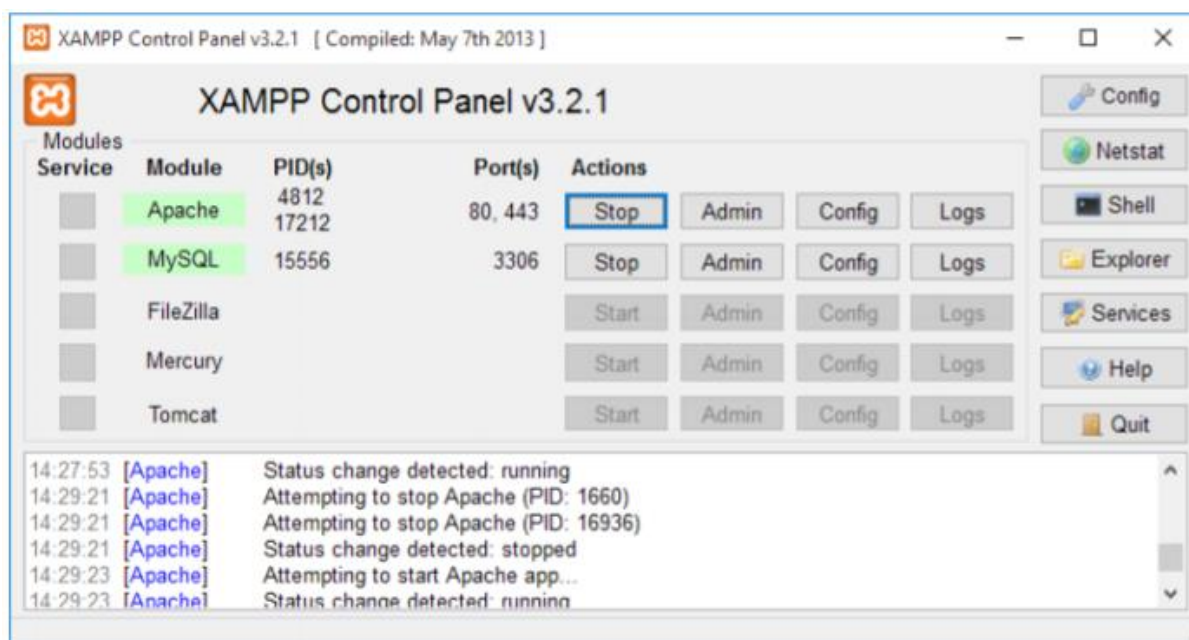 XAMPP Control Panel v3.2.1 [ Compiled: May 7th 2013 ]
XAMPP Control Panel v3.2.1
Config
Netstat
Shell
Explorer
Services
Help
Quit
Modules
Service Module PID(s) Port(s) Actions
Apache 4812 17212 80, 443 Stop Admin Config Logs
MySQL 15556 3306 Stop Admin Config Logs
FileZilla Start Admin Config Logs
Mercury Start Admin Config Logs
Tomcat Start Admin Config Logs
14:27:53 [Apache] Status change detected: running
14:29:21 [Apache] Attempting to stop Apache (PID: 1660)
14:29:21 [Apache] Attempting to stop Apache (PID: 16936)
14:29:21 [Apache] Status change detected: stopped
14:29:23 [Apache] Attempting to start Apache app...
14:29:23 [Apache] Status change detected: running